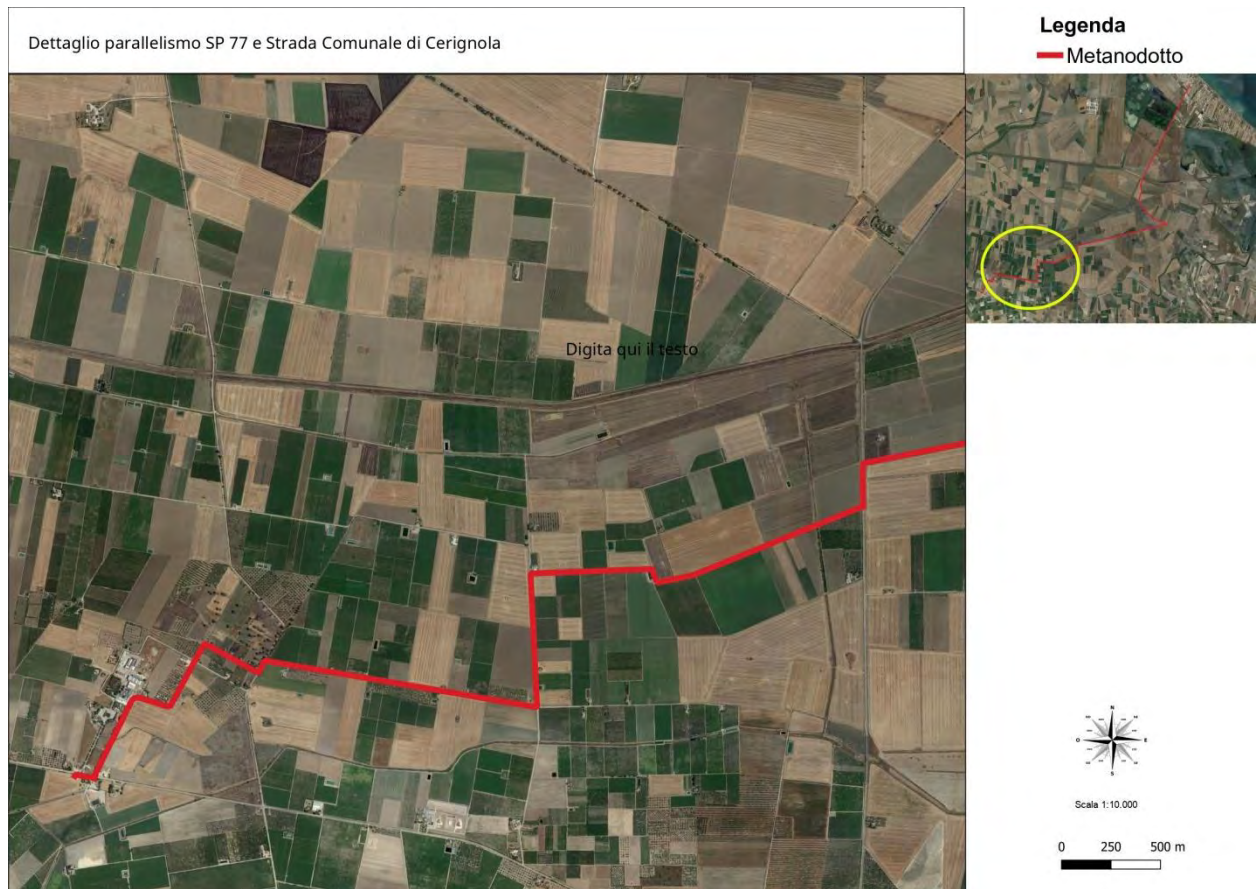 Dettaglio parallelismo SP 77 e Strada Comunale di Cerignola
Legenda
Metanodotto
Digita qui il testo
N
O
E
S
Scala 1:10.000
0 250 500 m